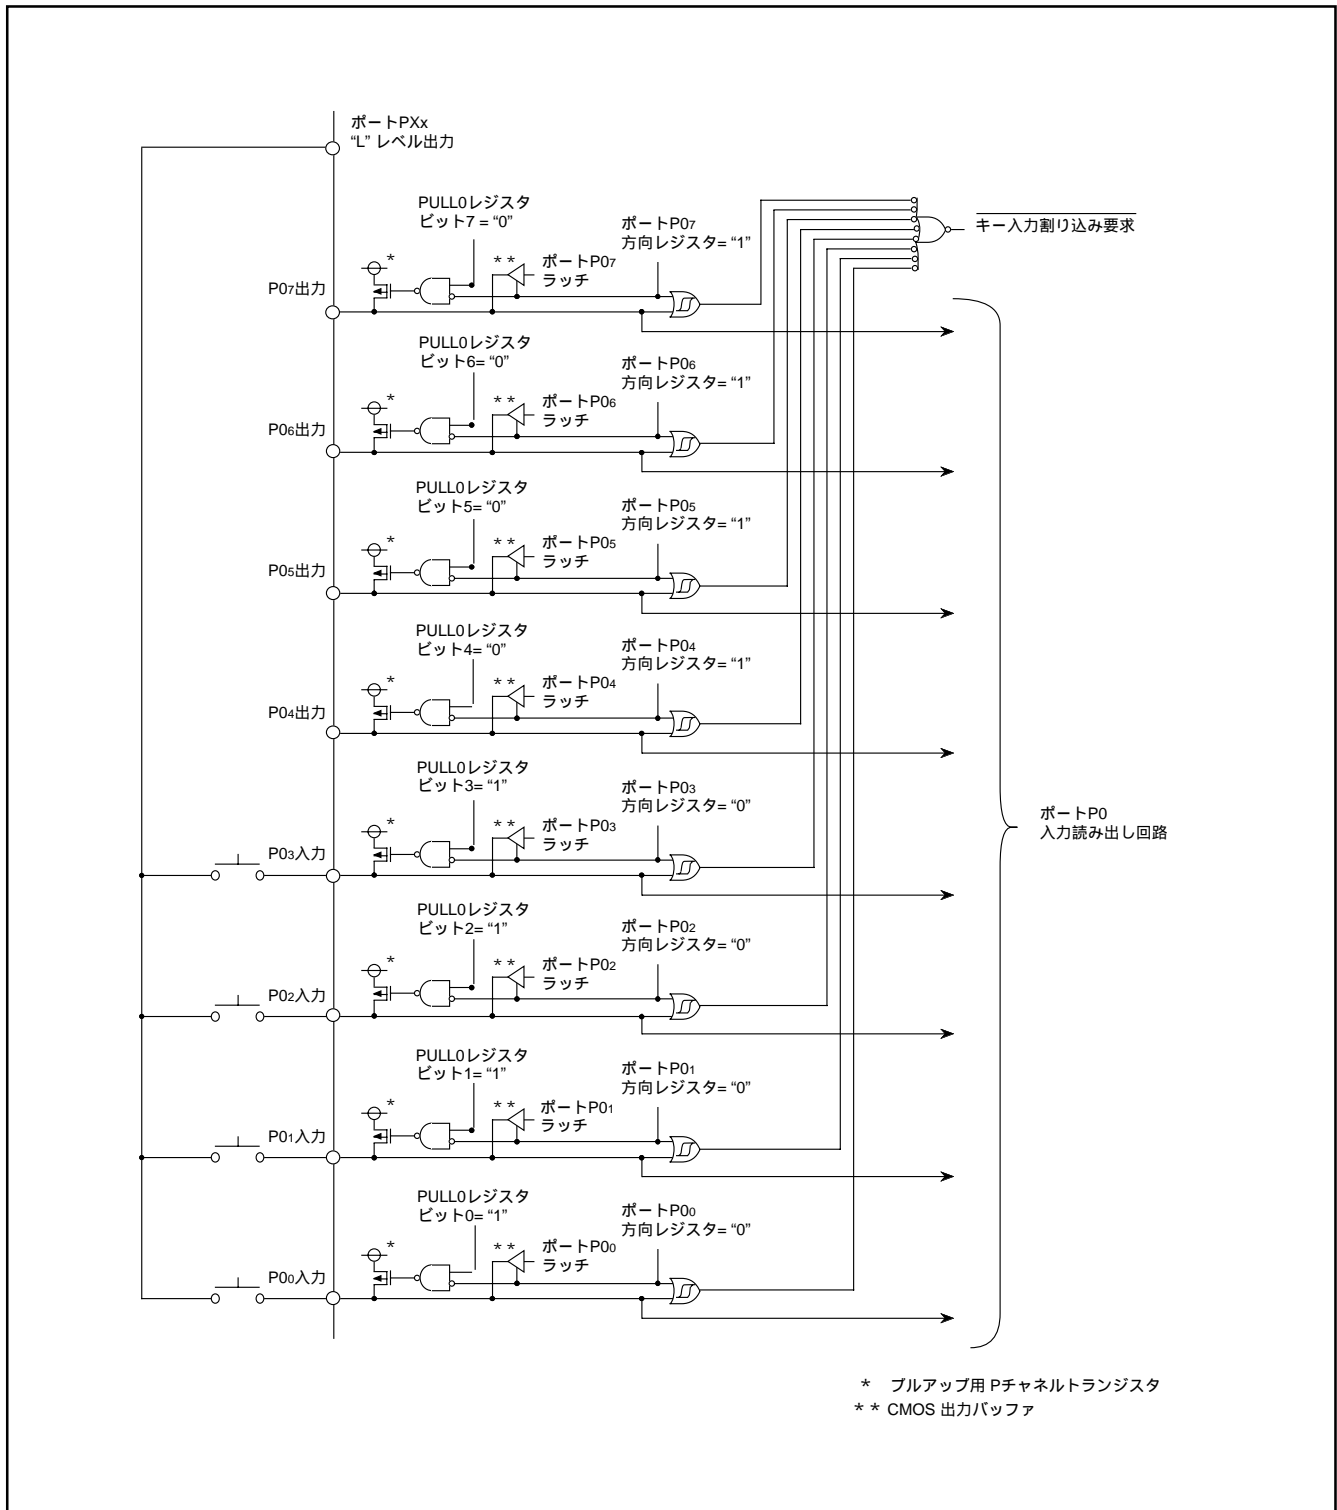 ポートPXx
“L” レベル出力
PULL0レジスタ
ビット7 = “0”
ポートP07
方向レジスタ= “1”
キー入力割り込み要求
* *
ポートP07
ラッチ
*
P07出力
PULL0レジスタ
ビット6= “0”
ポートP06
方向レジスタ= “1”
* *
ポートP06
ラッチ
*
P06出力
PULL0レジスタ
ビット5= “0”
ポートP05
方向レジスタ= “1”
* *
ポートP05
ラッチ
*
P05出力
PULL0レジスタ
ビット4= “0”
ポートP04
方向レジスタ= “1”
* *
ポートP04
ラッチ
*
P04出力
PULL0レジスタ
ビット3= “1”
ポートP03
方向レジスタ= “0”
* *
ポートP03
ラッチ
*
P03入力
ポートP0
入力読み出し回路
PULL0レジスタ
ビット2= “1”
ポートP02
方向レジスタ= “0”
* *
ポートP02
ラッチ
*
P02入力
PULL0レジスタ
ビット1= “1”
ポートP01
方向レジスタ= “0”
* *
ポートP01
ラッチ
*
P01入力
PULL0レジスタ
ビット0= “1”
ポートP00
方向レジスタ= “0”
* *
ポートP00
ラッチ
*
P00入力
* プルアップ用 Pチャネルトランジスタ
* * CMOS 出力バッファ